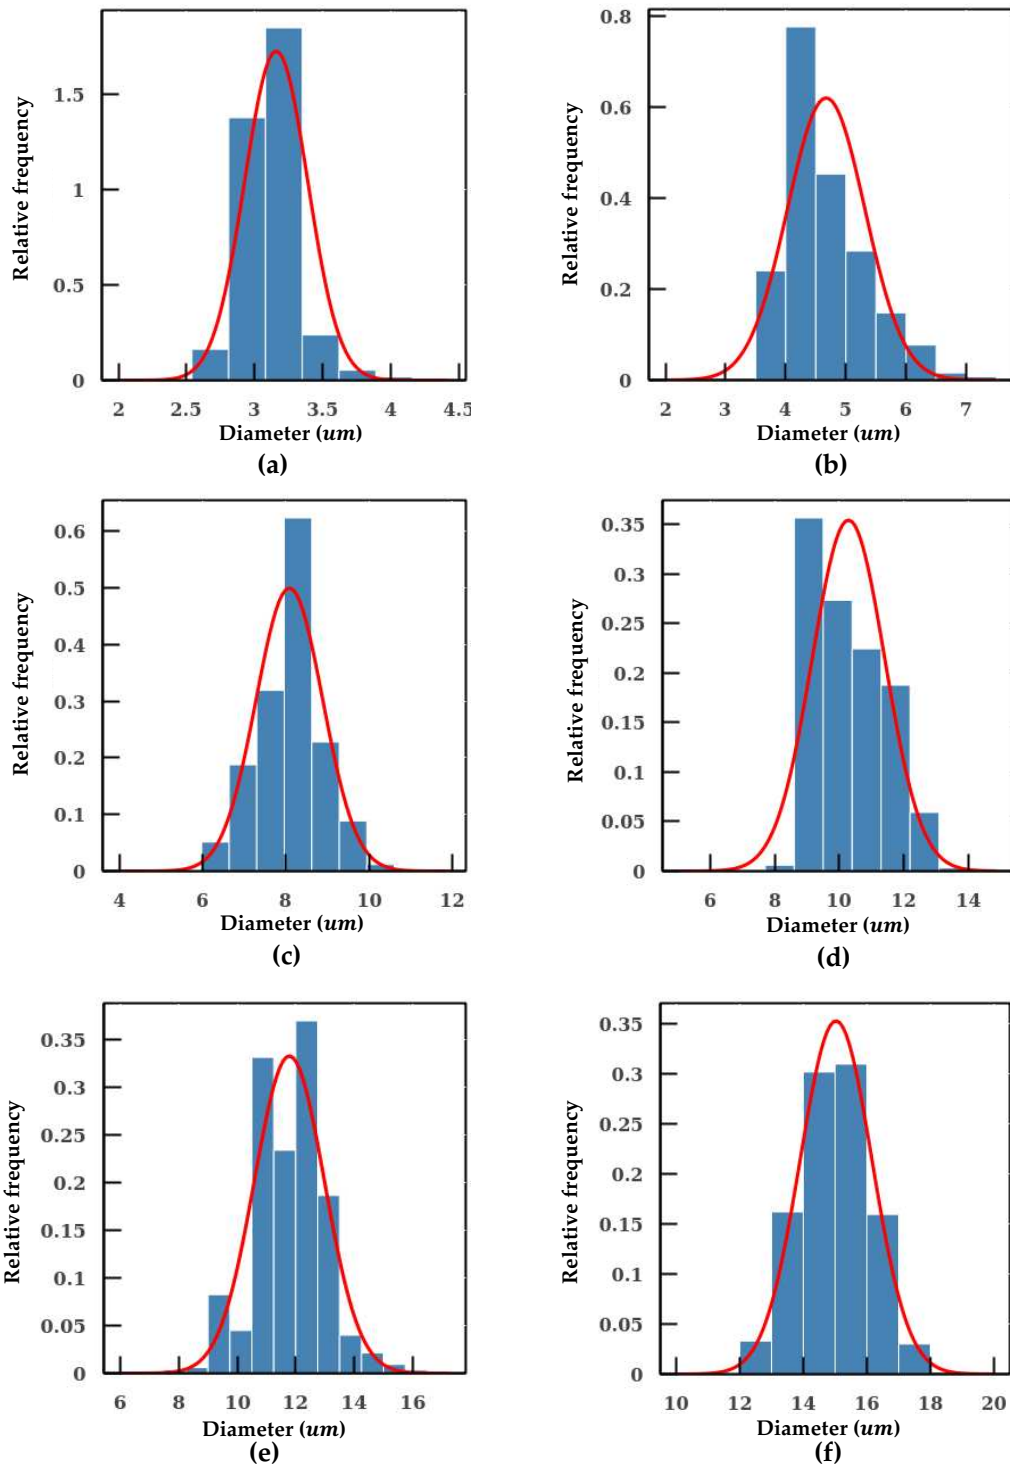 Relative frequency
1.5
1
0.5
0
2 2.5 3 3.5 4 4.5
Diameter (um)
(a)
Relative frequency
0.8
0.6
0.4
0.2
0
2 3 4 5 6 7
Diameter (um)
(b)
Relative frequency
0.6
0.5
0.4
0.3
0.2
0.1
0
4 6 8 10 12
Diameter (um)
(c)
Relative frequency
0.35
0.3
0.25
0.2
0.15
0.1
0.05
0
6 8 10 12 14
Diameter (um)
(d)
Relative frequency
0.35
0.3
0.25
0.2
0.15
0.1
0.05
0
6 8 10 12 14 16
Diameter (um)
(e)
Relative frequency
0.35
0.3
0.25
0.2
0.15
0.1
0.05
0
10 12 14 16 18 20
Diameter (um)
(f)